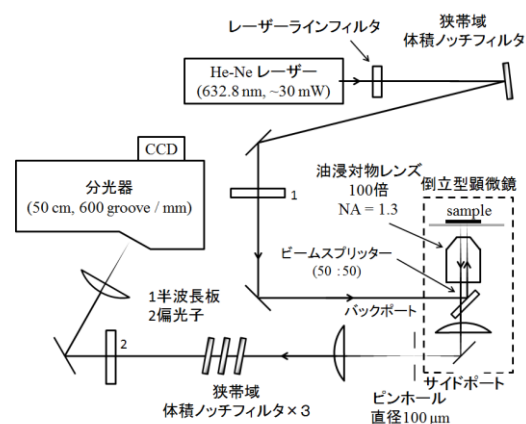 レーザーラインフィルタ
狭帯域
体積ノッチフィルタ
He-Ne レーザー
(632.8 nm, ~30 mW)
CCD
分光器
(50 cm, 600 groove / mm)
1
油浸対物レンズ
100倍
NA = 1.3
倒立型顕微鏡
sample
ビームスプリッター
(50 : 50)
バックポート
1半波長板
2偏光子
2
狭帯域
体積ノッチフィルタ×3
サイドポート
ピンホール
直径100 μm